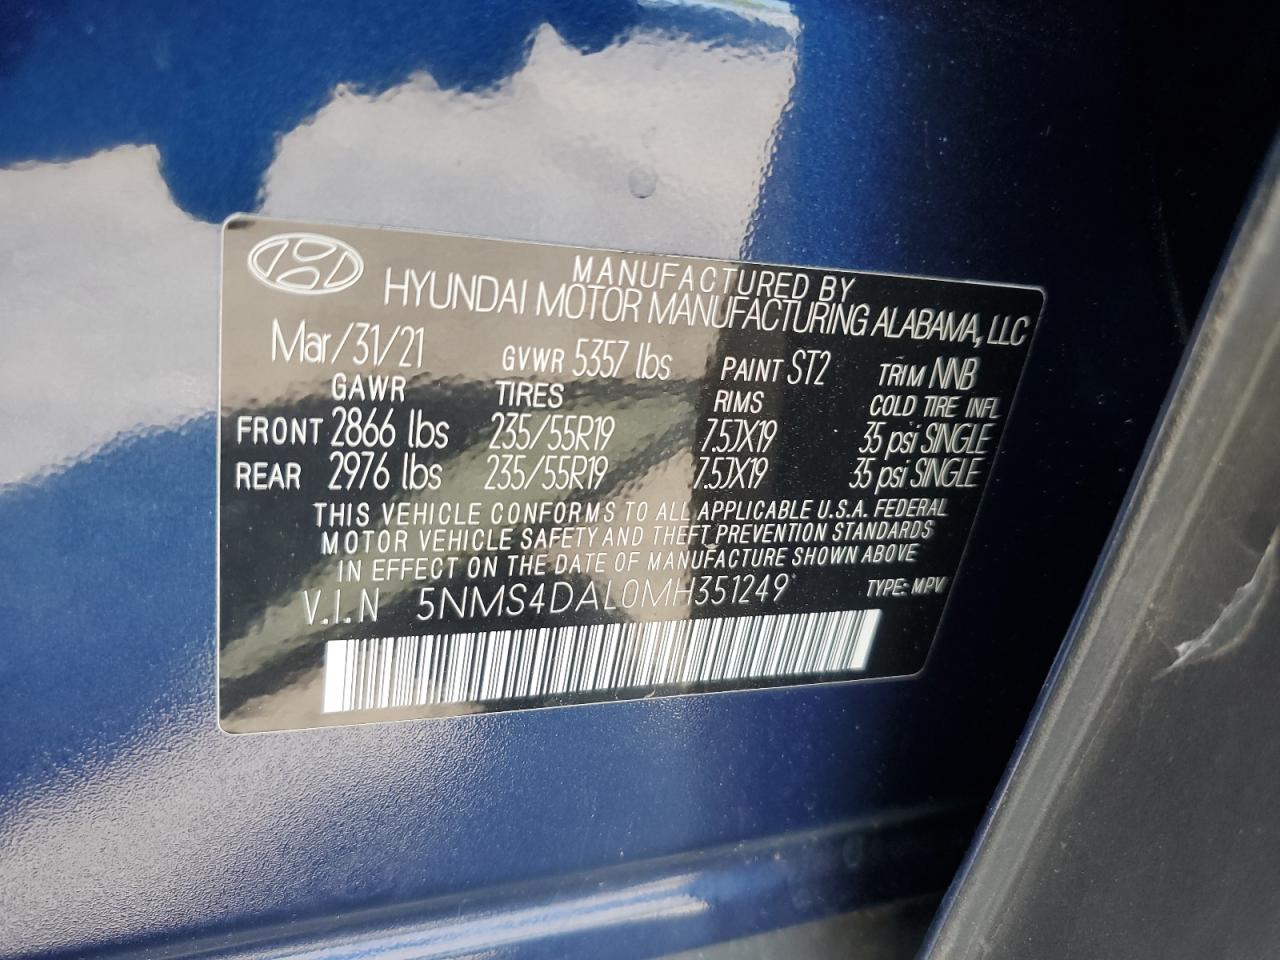 MANUFACTURED BY
HYUNDAI MOTOR MANUFACTURING ALABAMA, LLC
Mar/31/21 GVWR 5357 lbs PAINT ST2 TRIM NNB
GAWR TIRES RIMS COLD TIRE INFL
FRONT 2866 lbs 235/55R19 7.5JX19 35 psi SINGLE
REAR 2976 lbs 235/55R19 7.5JX19 35 psi SINGLE
THIS VEHICLE CONFORMS TO ALL APPLICABLE U.S.A. FEDERAL
MOTOR VEHICLE SAFETY AND THEFT PREVENTION STANDARDS
IN EFFECT ON THE DATE OF MANUFACTURE SHOWN ABOVE
V.I.N 5NMS4DAL0MH351249 TYPE: MPV